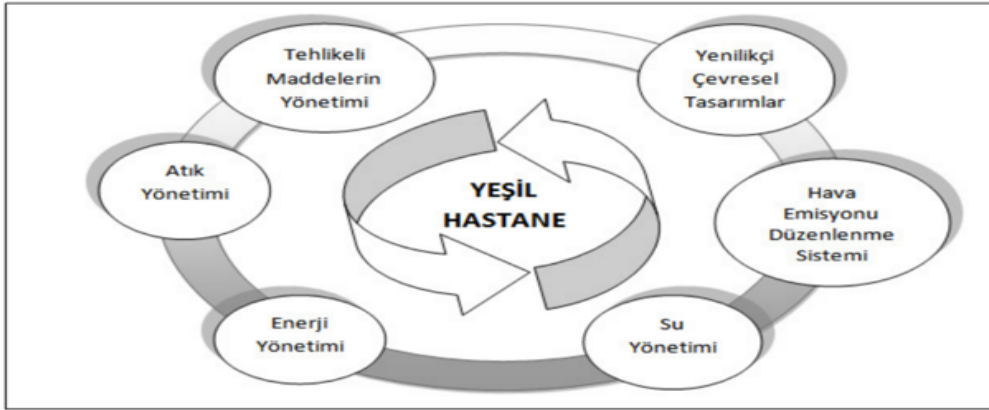 Tehlikeli
Maddelerin
Yönetimi
Yenilikçi
Çevresel
Tasarımlar
Atık
Yönetimi
YEŞİL
HASTANE
Hava
Emisyonu
Düzenlenme
Sistemi
Enerji
Yönetimi
Su
Yönetimi